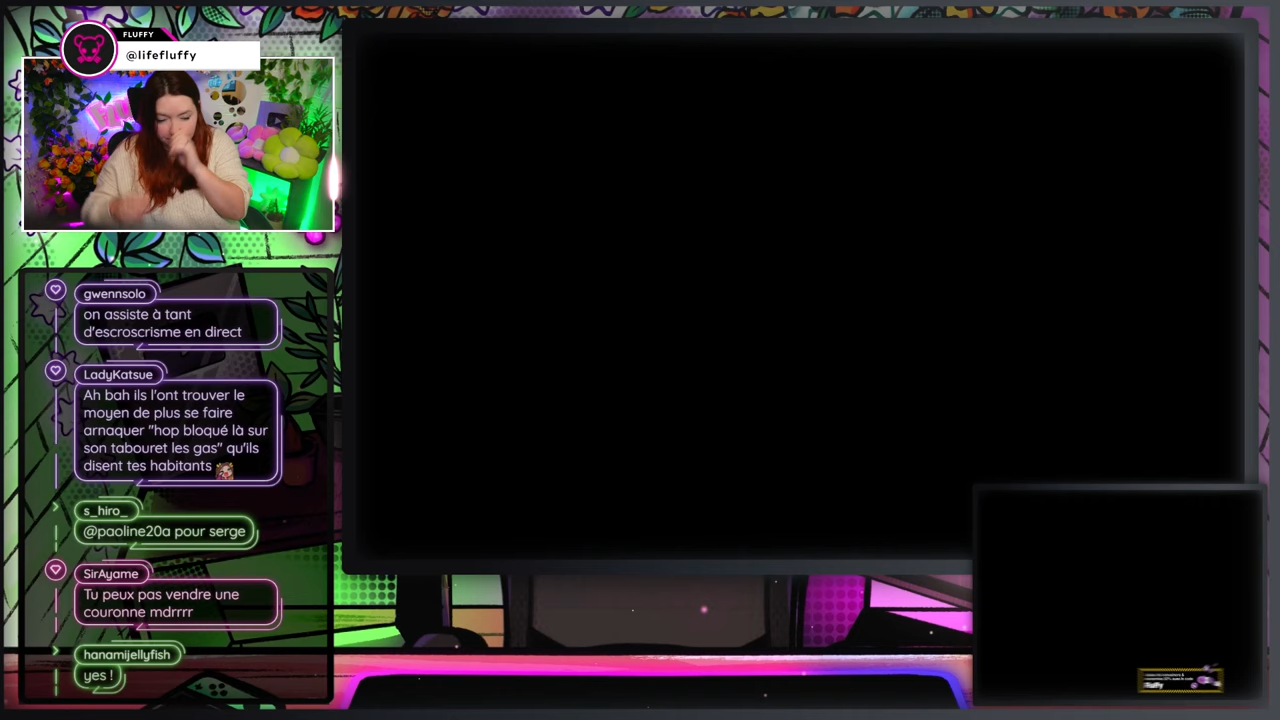 FLUFFY
@lifefluffy
gwennsolo
on assiste à tant
d'escroscrisme en direct
LadyKatsue
Ah bah ils l'ont trouver le
moyen de plus se faire
arnaquer "hop bloqué là sur
son tabouret les gas" qu'ils
disent tes habitants
s_hiro_
@paoline20a pour serge
SirAyame
Tu peux pas vendre une
couronne mdrrrr
hanamijellyfish
yes !
fluffy